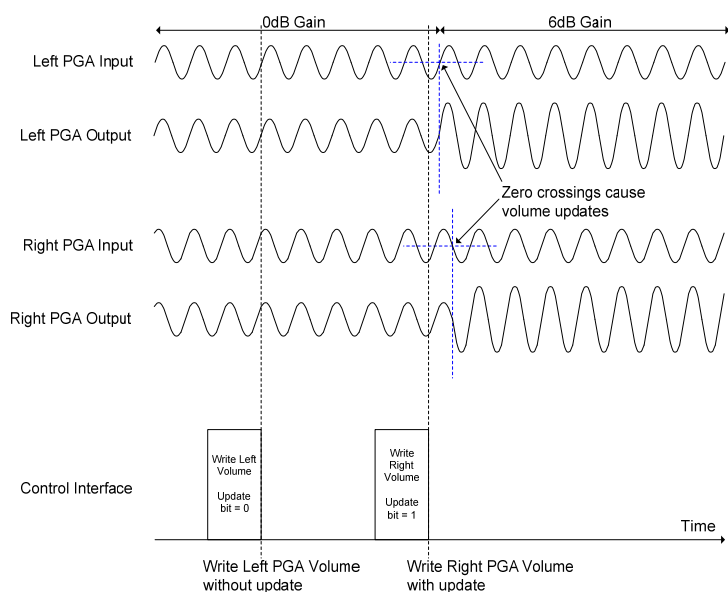 0dB Gain
6dB Gain
Left PGA Input
Left PGA Output
Zero crossings cause
volume updates
Right PGA Input
Right PGA Output
Write Left
Volume
Update
bit = 0
Write
Right
Volume
Update
bit = 1
Control Interface
Time
Write Left PGA Volume
without update
Write Right PGA Volume
with update